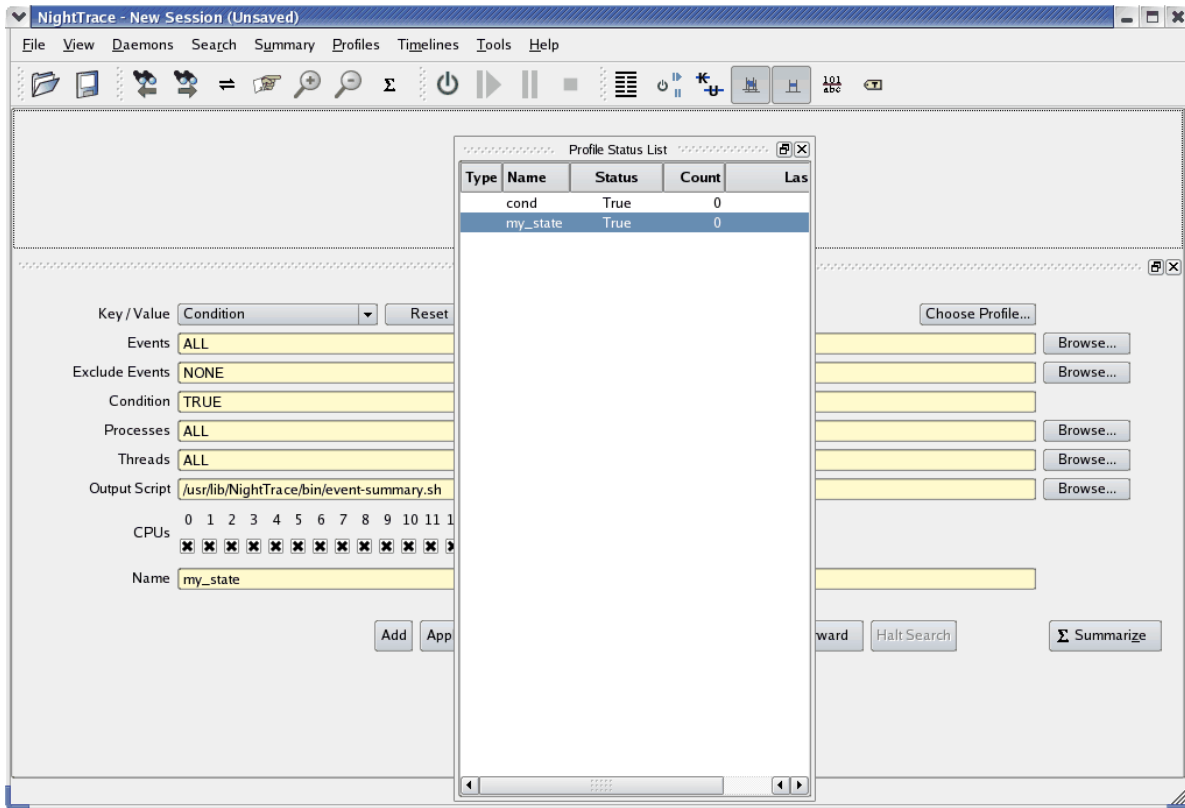 NightTrace - New Session (Unsaved)
File View Daemons Search Summary Profiles Timelines Tools Help
Σ
K
U
H
101
abc
T
Profile Status List
Type Name Status Count Las
cond True 0
my_state True 0
Key / Value Condition Reset Choose Profile...
Events ALL Browse...
Exclude Events NONE Browse...
Condition TRUE
Processes ALL Browse...
Threads ALL Browse...
Output Script /usr/lib/NightTrace/bin/event-summary.sh Browse...
0 1 2 3 4 5 6 7 8 9 10 11 1
CPUs
Name my_state
Add App ward Halt Search Σ Summarize